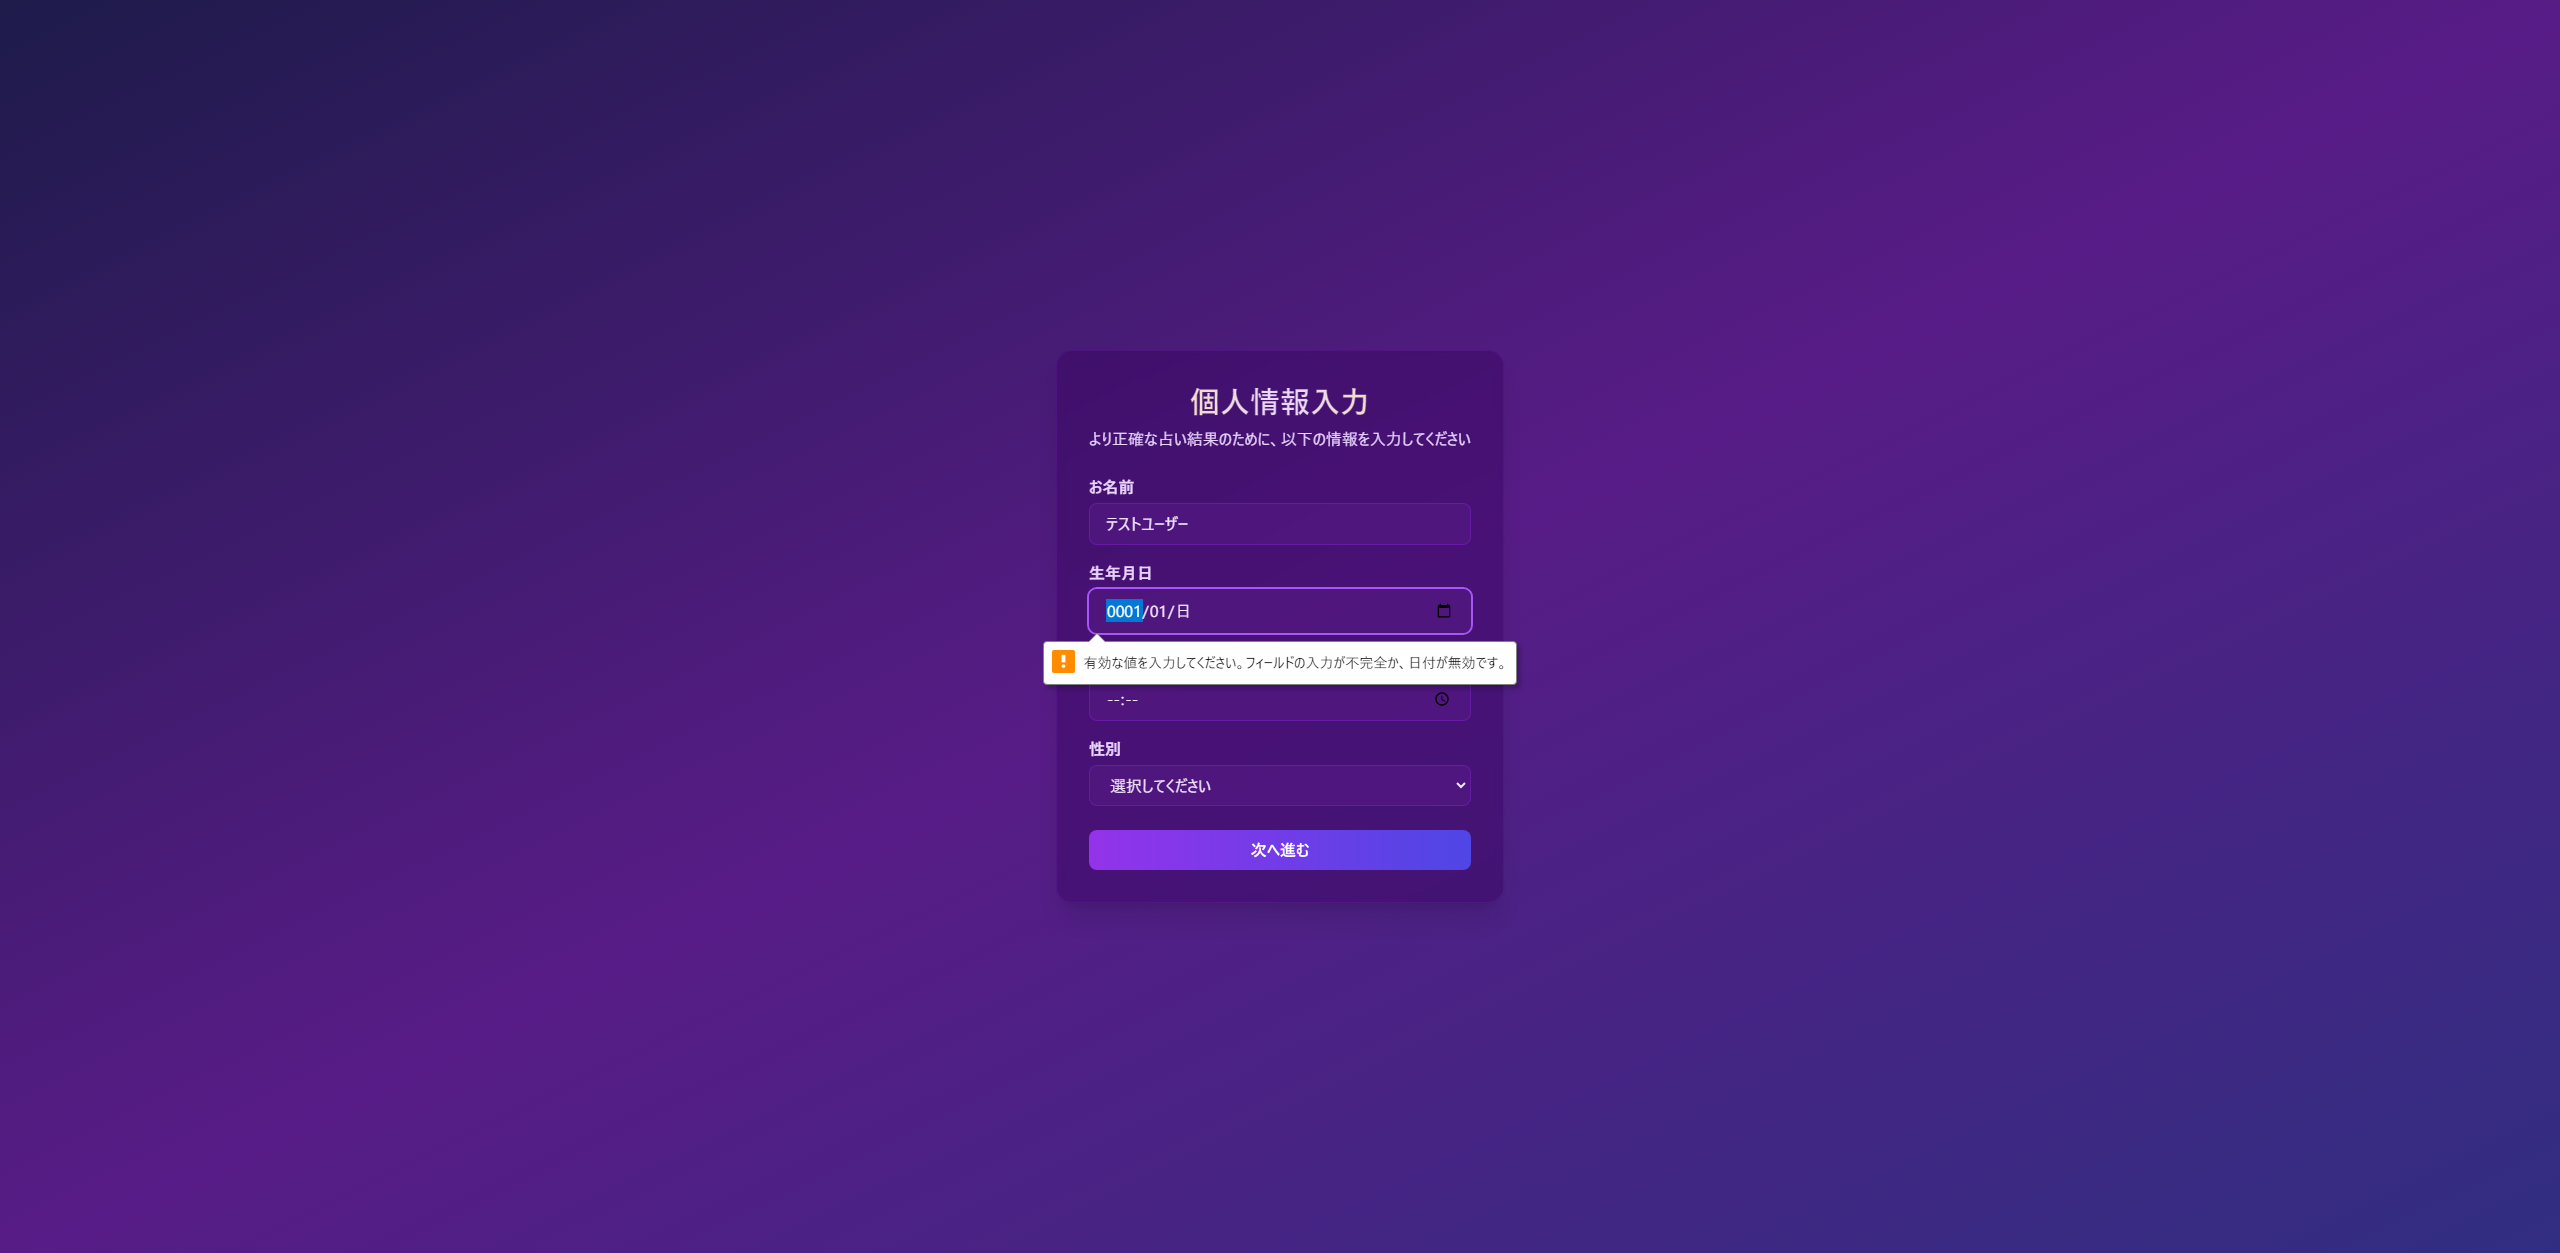 個人情報入力
より正確な占い結果のために、以下の情報を入力してください
お名前
テストユーザー
生年月日
0001/01/日
有効な値を入力してください。フィールドの入力が不完全か、日付が無効です。
--:--
性別
選択してください
次へ進む